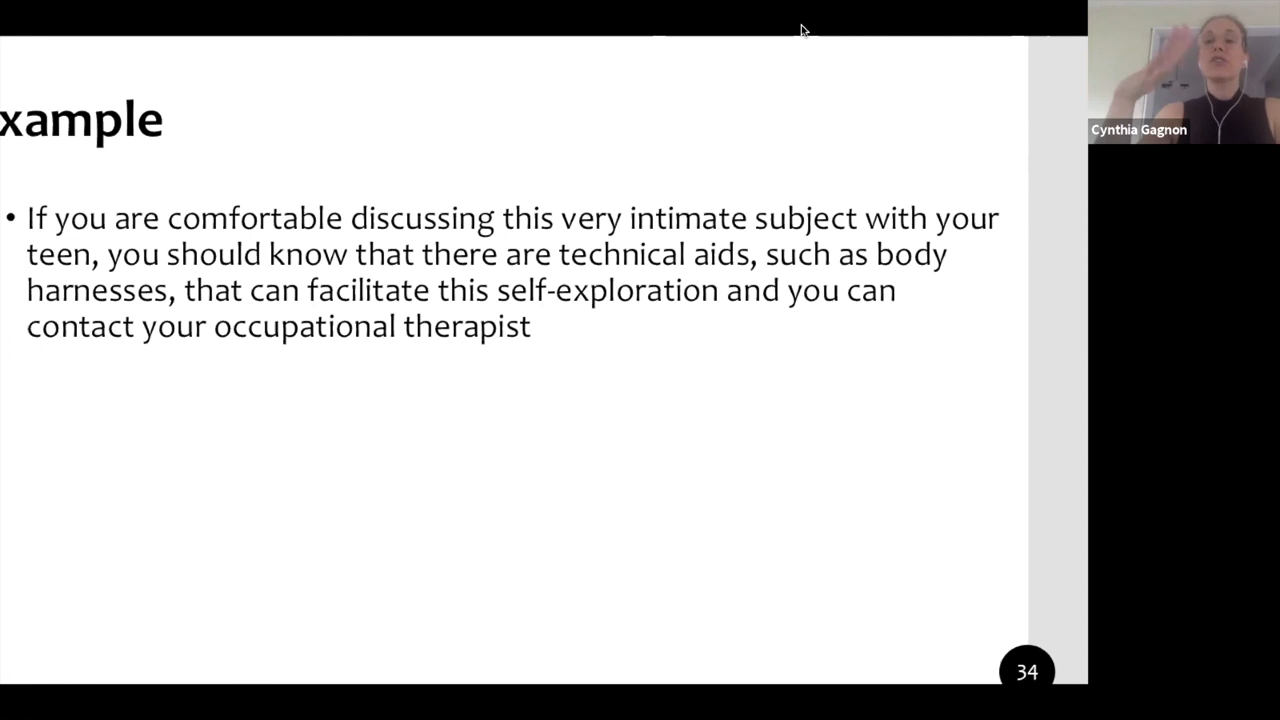 xample
• If you are comfortable discussing this very intimate subject with your
teen, you should know that there are technical aids, such as body
harnesses, that can facilitate this self-exploration and you can
contact your occupational therapist
34
Cynthia Gagnon